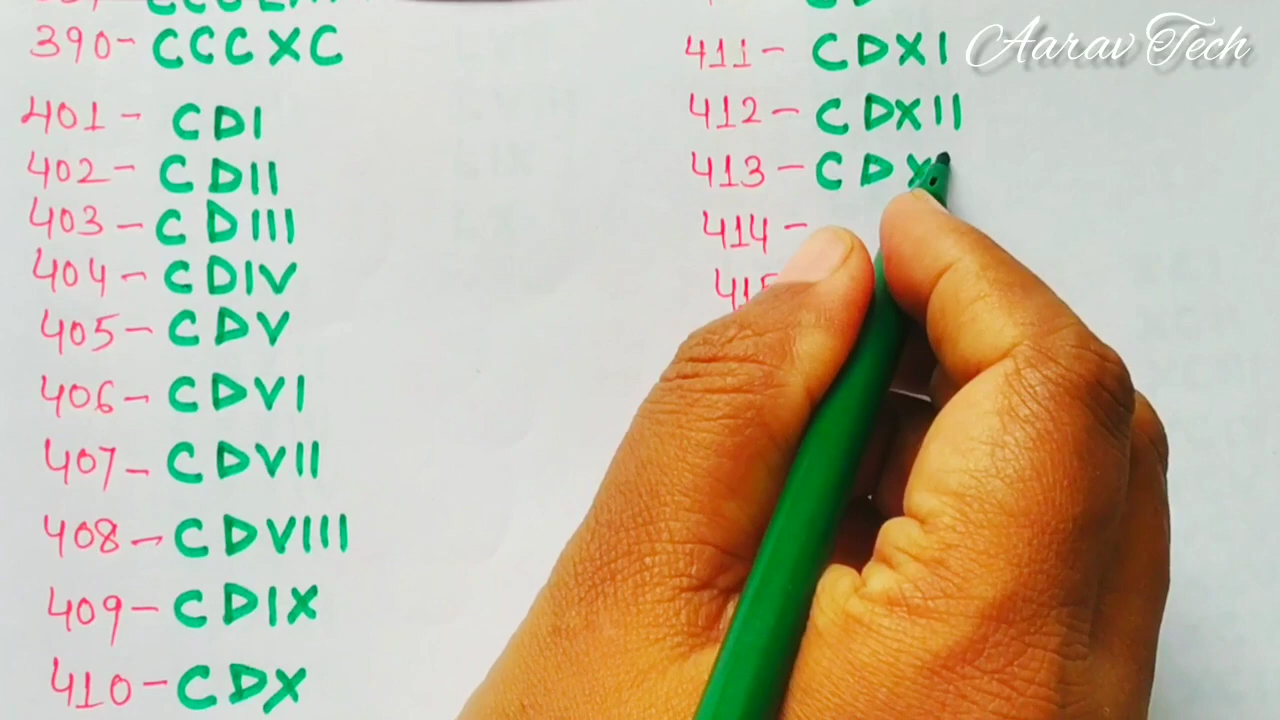 390- CCCXC
401- CDI
402- CDII
403- CDIII
404- CDIV
405- CDV
406- CDVI
407- CDVII
408- CDVIII
409- CDIX
410- CDX
411- CDXI
412- CDXII
413- CDX
414-
Aarav Tech